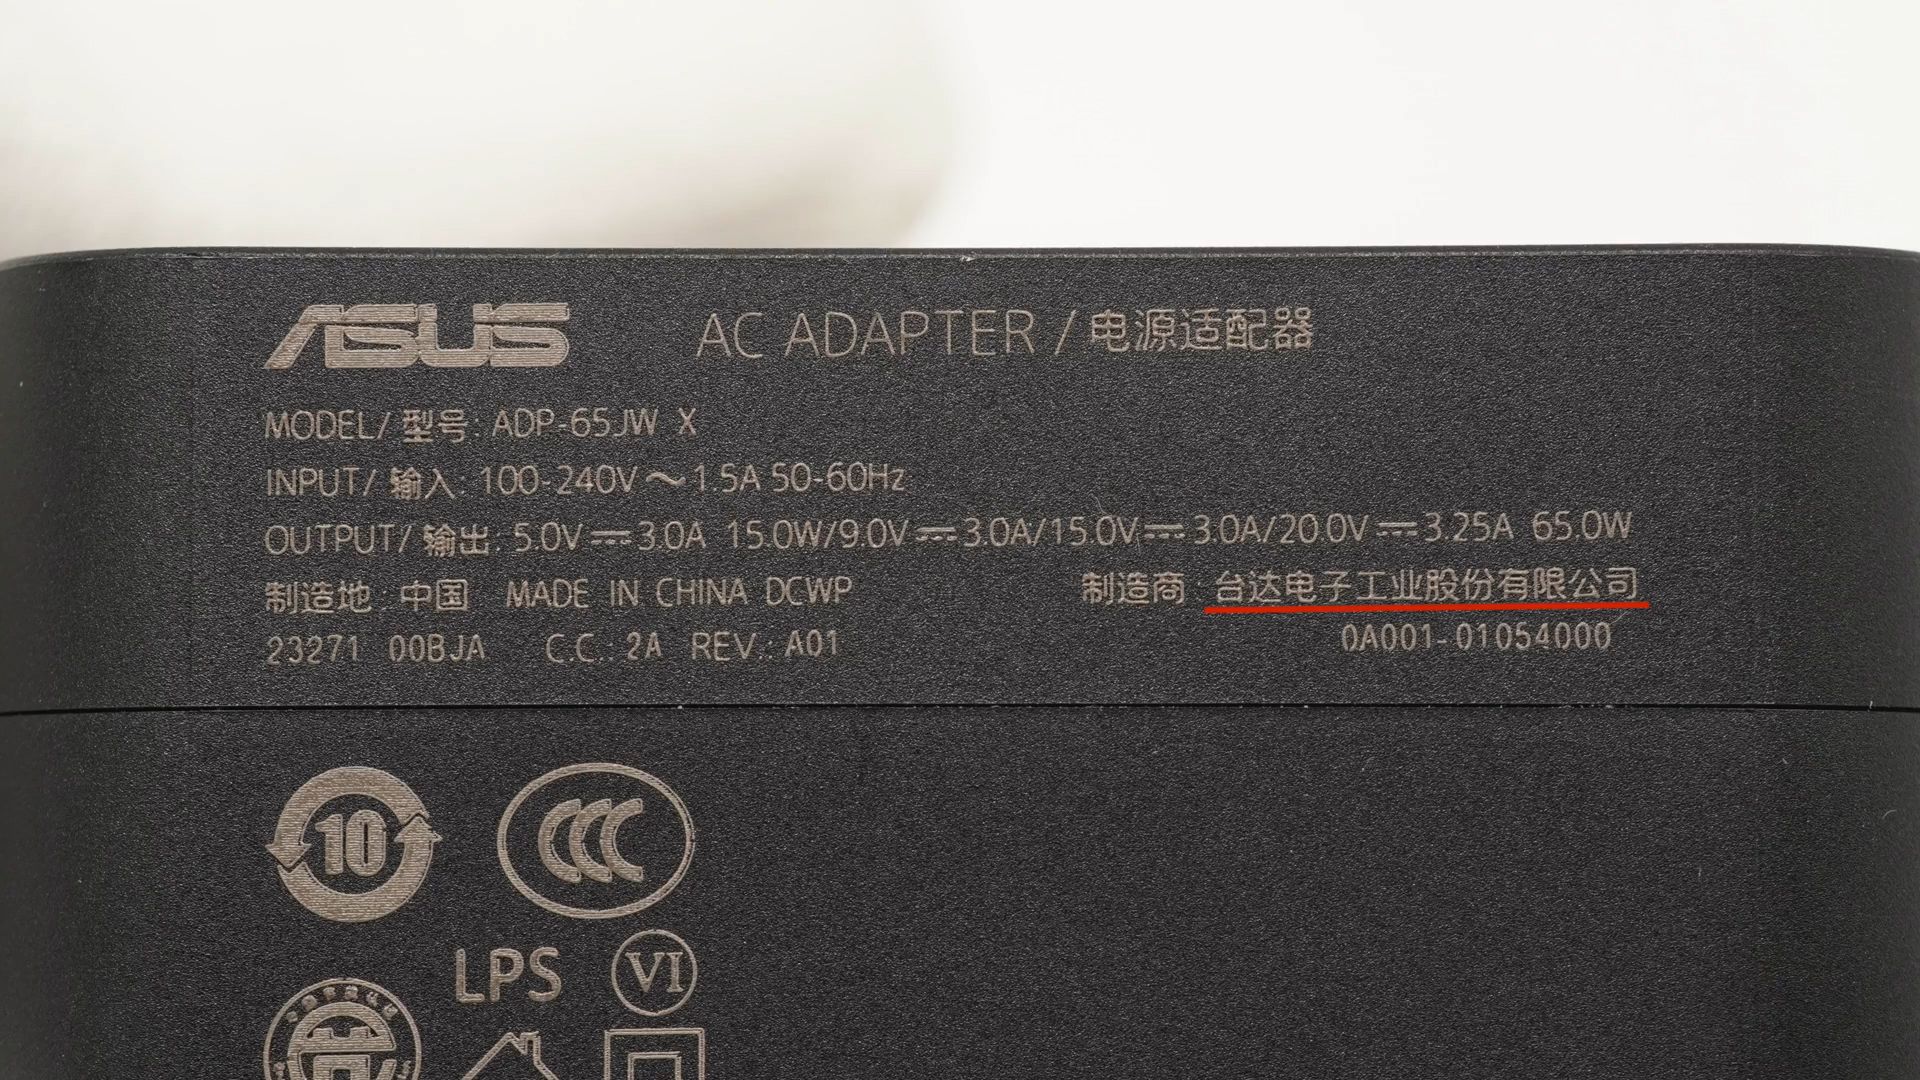 ASUS AC ADAPTER / 电源适配器
MODEL/ 型号: ADP-65JW X
INPUT/ 输入: 100-240V～1.5A 50-60Hz
OUTPUT/ 输出: 5.0V⎓3.0A 15.0W/9.0V⎓3.0A/15.0V⎓3.0A/20.0V⎓3.25A 65.0W
制造地: 中国 MADE IN CHINA DCWP 制造商: 台达电子工业股份有限公司
23271 00BJA C.C.: 2A REV.: A01 0A001-01054000
10 CCC
LPS VI